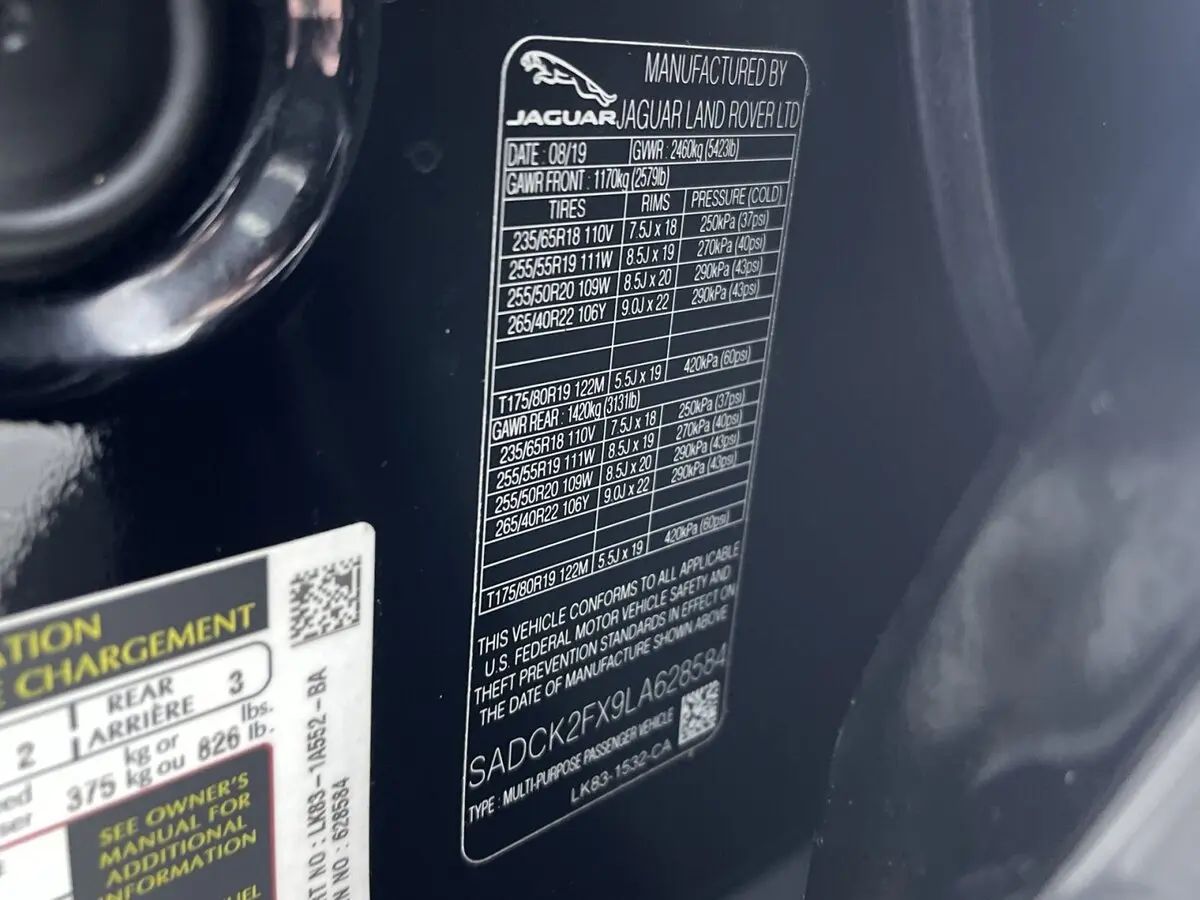 JAGUAR
MANUFACTURED BY
JAGUAR LAND ROVER LTD
DATE : 08/19 GVWR : 2460kg (5423lb)
GAWR FRONT : 1170kg (2579lb)
TIRES RIMS PRESSURE (COLD)
235/65R18 110V 7.5J x 18 250kPa (37psi)
255/55R19 111W 8.5J x 19 270kPa (40psi)
255/50R20 109W 8.5J x 20 290kPa (43psi)
265/40R22 106Y 9.0J x 22 290kPa (43psi)
T175/80R19 122M 5.5J x 19 420kPa (60psi)
GAWR REAR : 1420kg (3131lb)
235/65R18 110V 7.5J x 18 250kPa (37psi)
255/55R19 111W 8.5J x 19 270kPa (40psi)
255/50R20 109W 8.5J x 20 290kPa (43psi)
265/40R22 106Y 9.0J x 22 290kPa (43psi)
T175/80R19 122M 5.5J x 19 420kPa (60psi)
THIS VEHICLE CONFORMS TO ALL APPLICABLE
U.S. FEDERAL MOTOR VEHICLE SAFETY AND
THEFT PREVENTION STANDARDS IN EFFECT ON
THE DATE OF MANUFACTURE SHOWN ABOVE
SADCK2FX9LA628584
TYPE : MULTI-PURPOSE PASSENGER VEHICLE
LK83-1532-CA
ATION
E CHARGEMENT
2 REAR 3
ARRIÈRE
375 kg or lbs.
kg ou 826 lb.
SEE OWNER'S
MANUAL FOR
ADDITIONAL
INFORMATION
RT NO : LK83-1A552-BA
IN NO : 628584